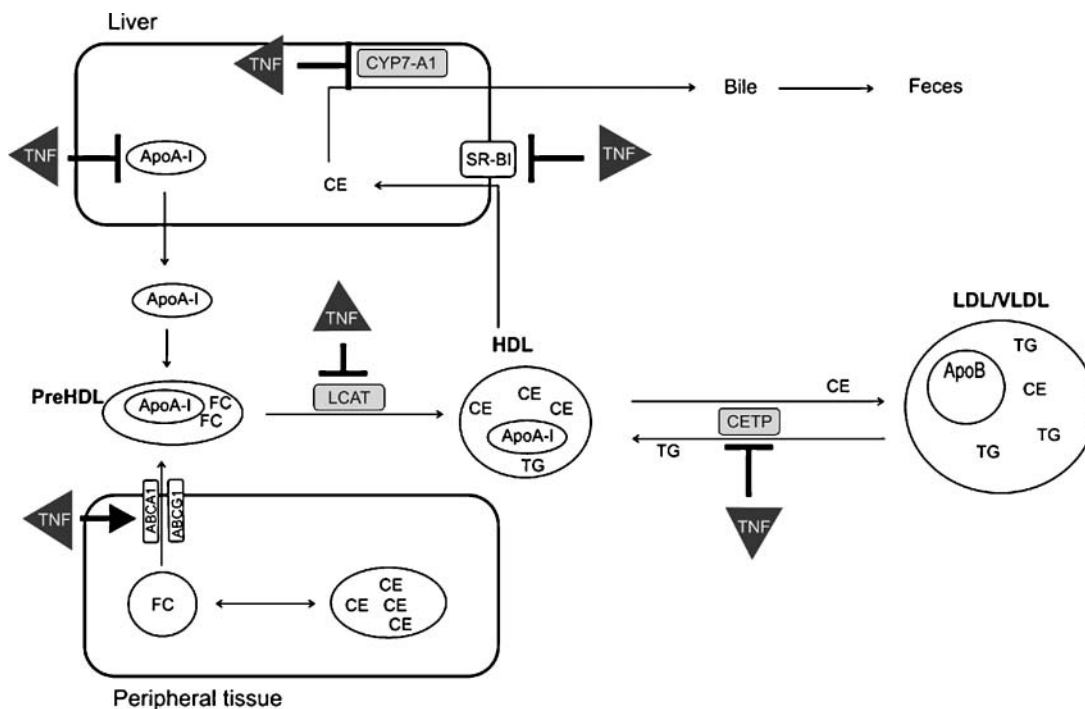 Liver
TNF
CYP7-A1
Bile
Feces
TNF
ApoA-I
SR-BI
TNF
CE
ApoA-I
TNF
LDL/VLDL
HDL
TG
ApoB
PreHDL
ApoA-I
FC
FC
LCAT
CE
CE
CE
ApoA-I
TG
CE
CETP
TG
CE
TG
TG
TNF
ABCA1
ABCG1
TNF
FC
CE
CE
CE
CE
Peripheral tissue